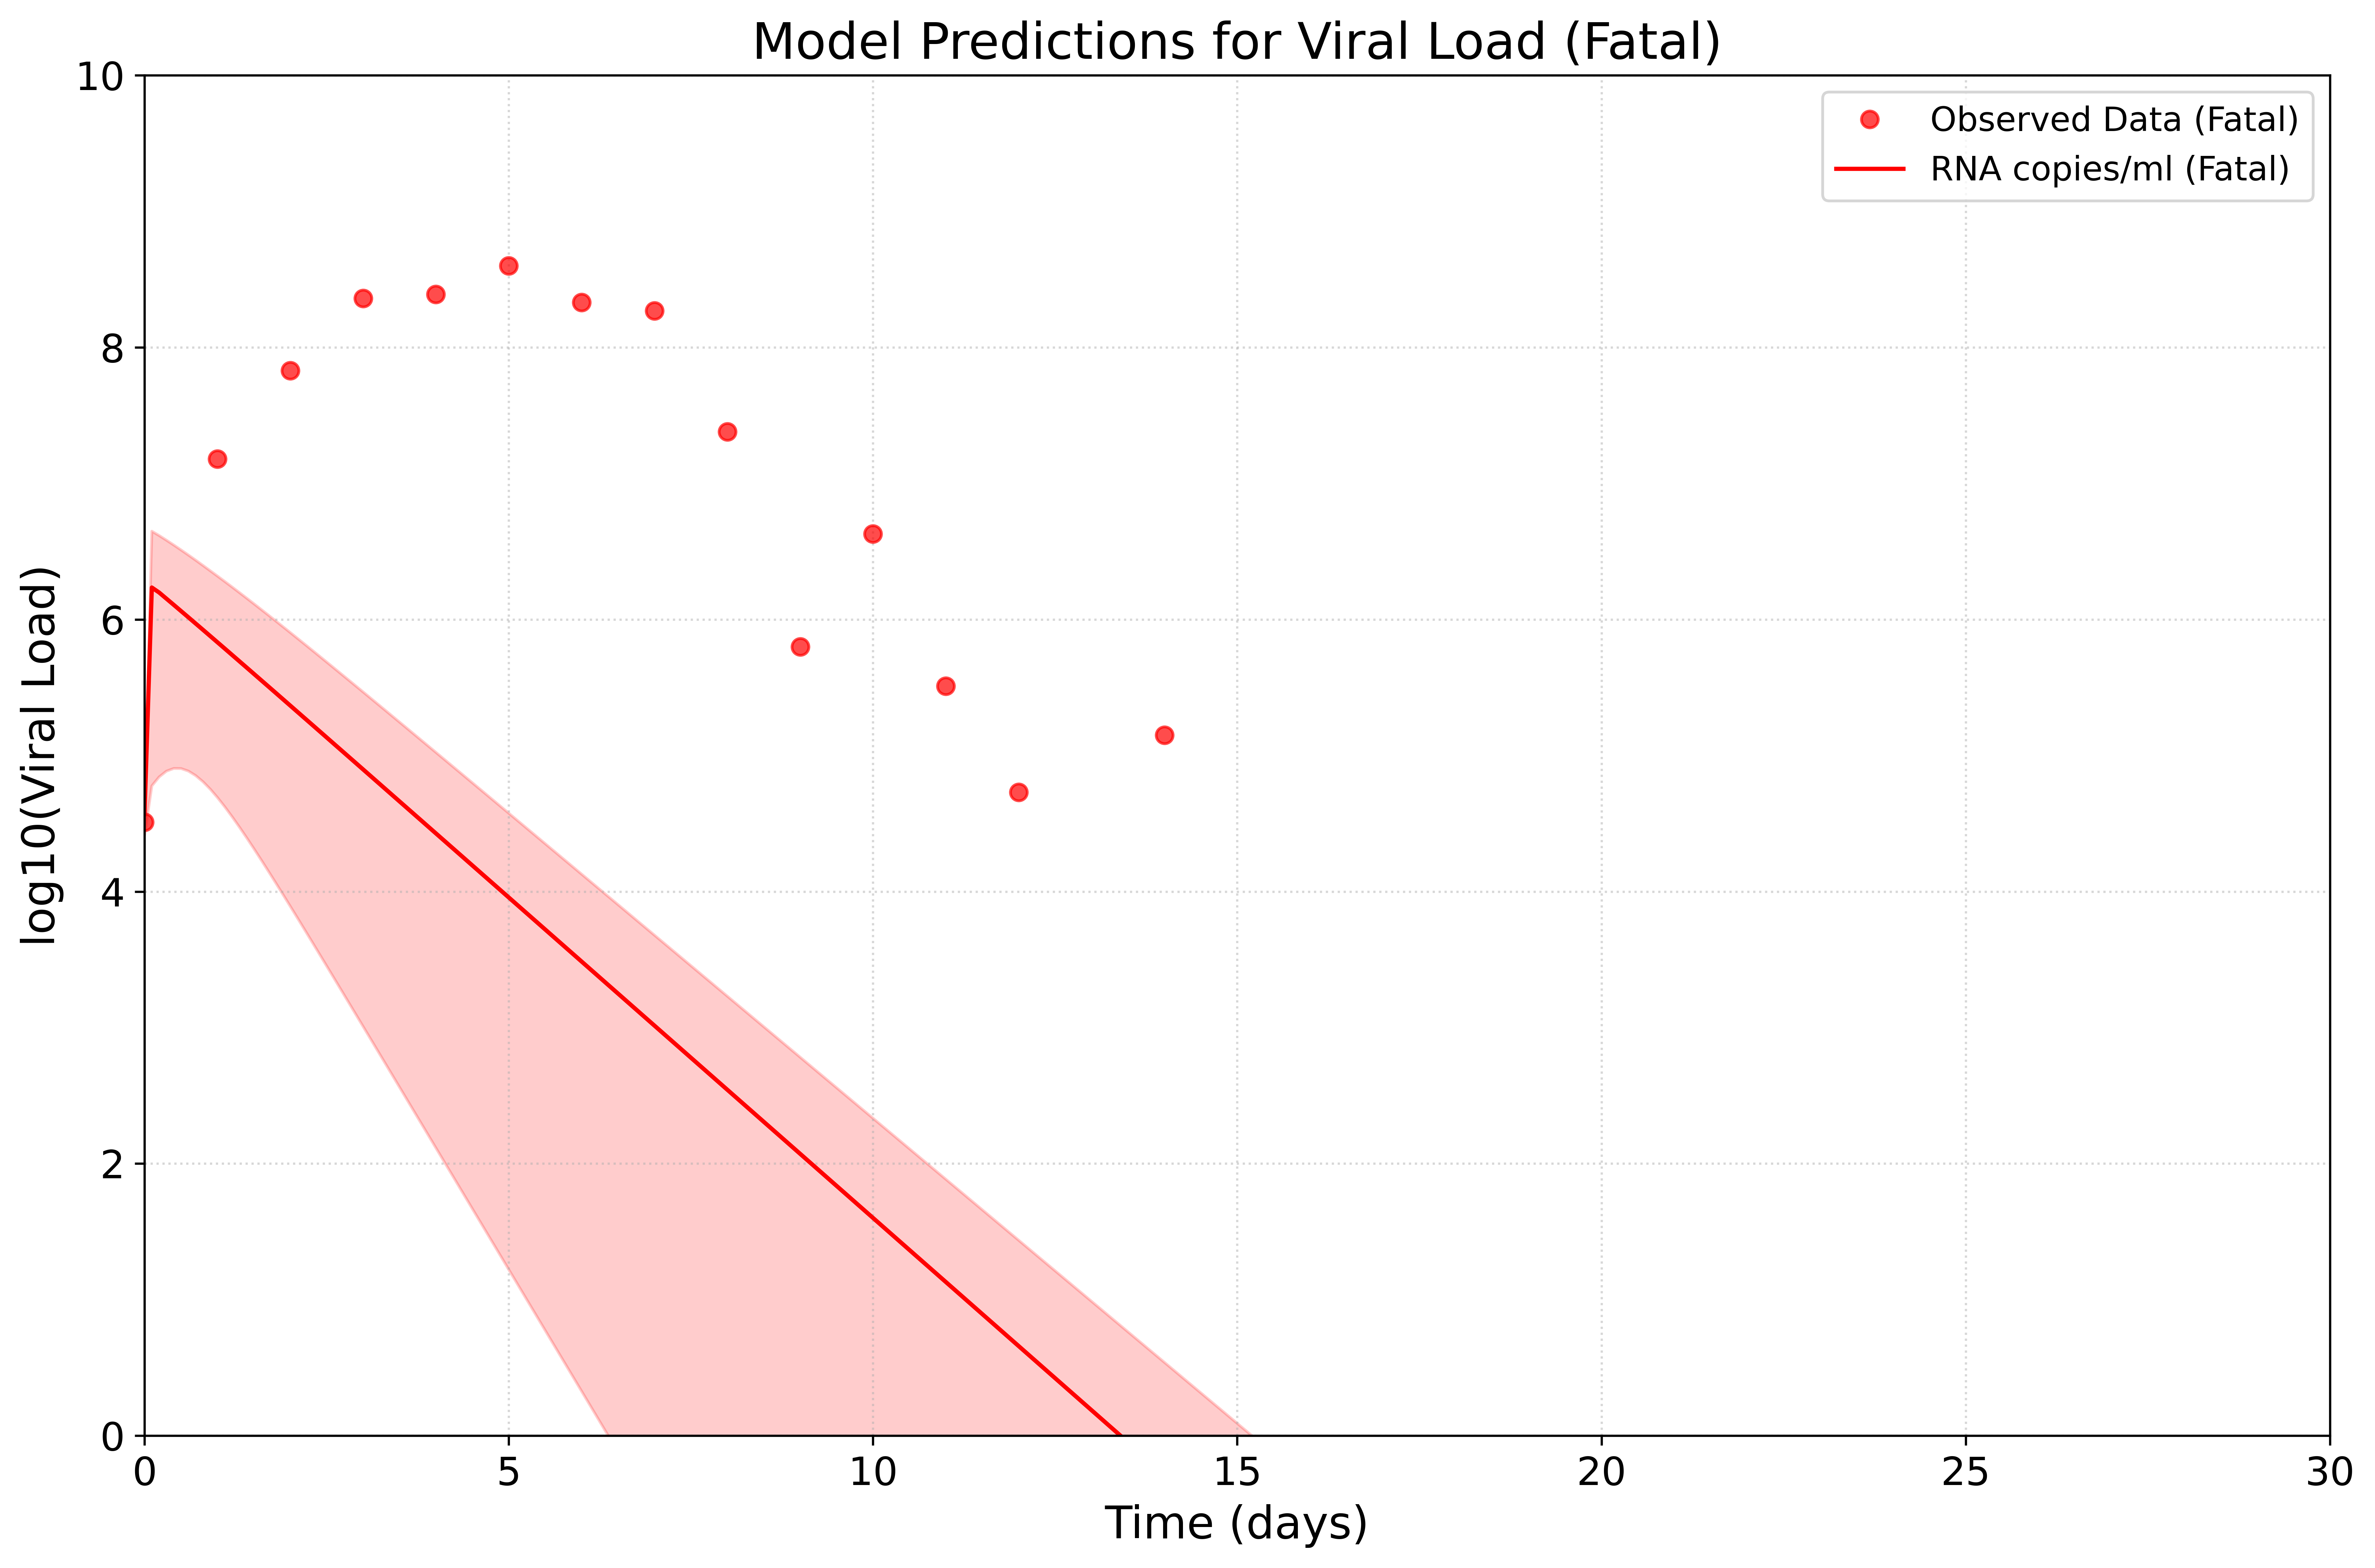 Model Predictions for Viral Load (Fatal)
Observed Data (Fatal)
RNA copies/ml (Fatal)
log10(Viral Load)
10
8
6
4
2
0
0 5 10 15 20 25 30
Time (days)